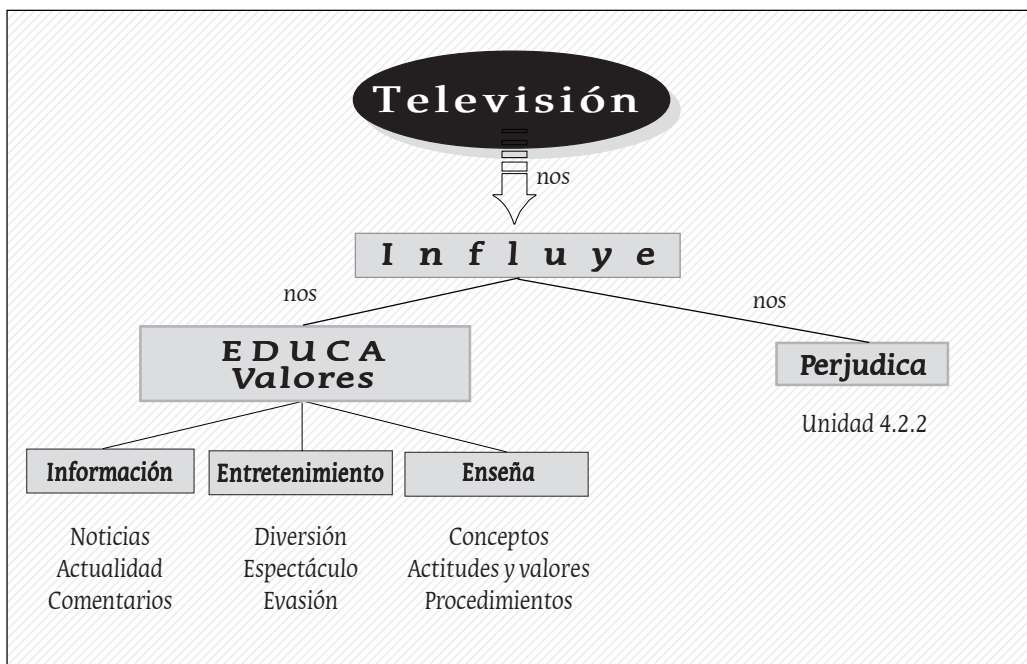 Televisión
nos
Influye
nos
nos
EDUCA
Valores
Perjudica
Unidad 4.2.2
Información
Entretenimiento
Enseña
Noticias
Actualidad
Comentarios
Diversión
Espectáculo
Evasión
Conceptos
Actitudes y valores
Procedimientos